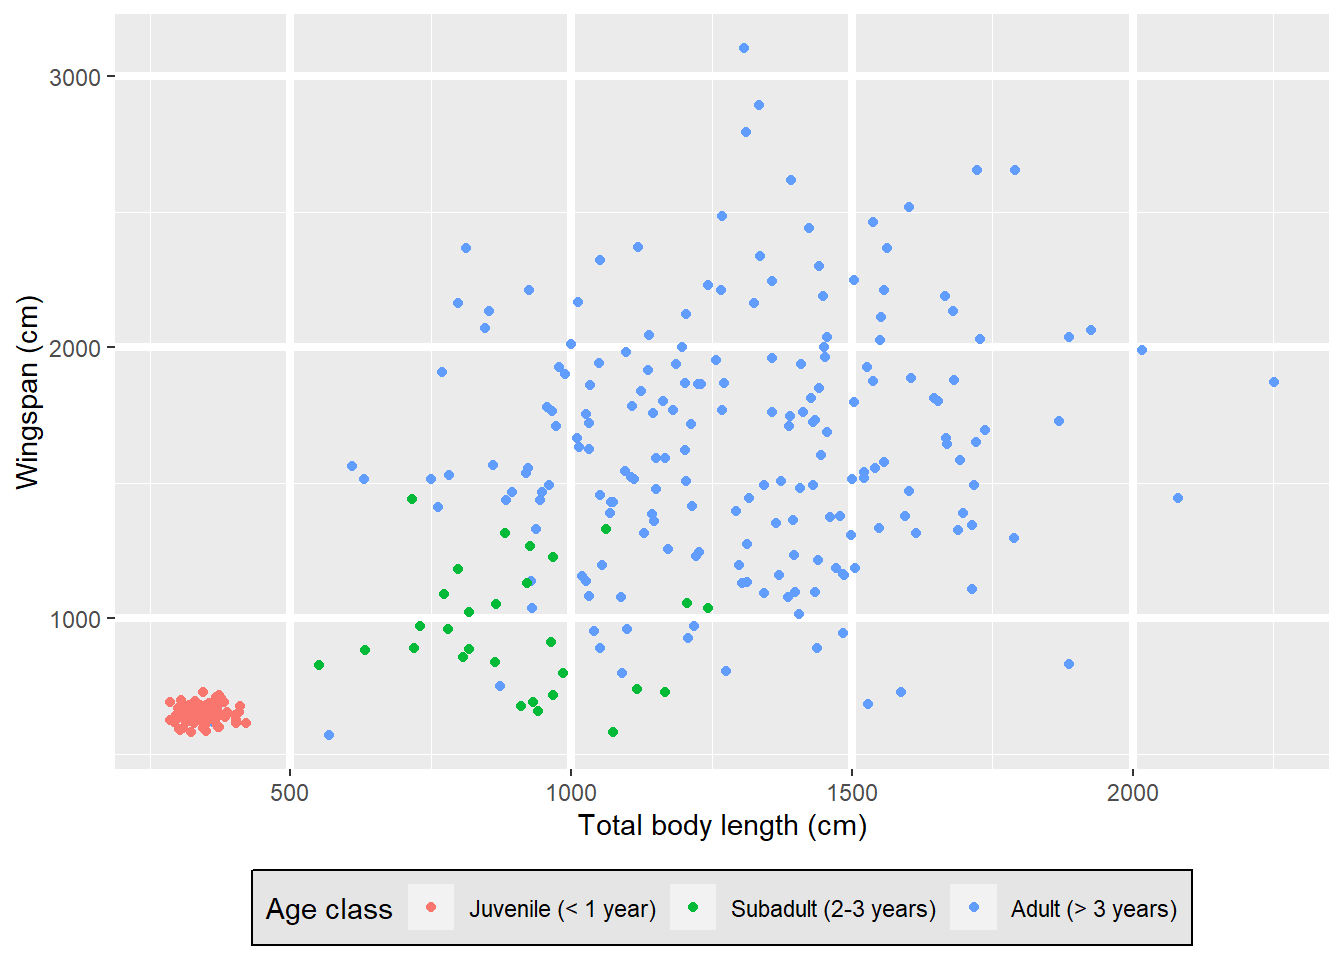 3000
2000
1000
Wingspan (cm)
500 1000 1500 2000
Total body length (cm)
Age class Juvenile (< 1 year) Subadult (2-3 years) Adult (> 3 years)